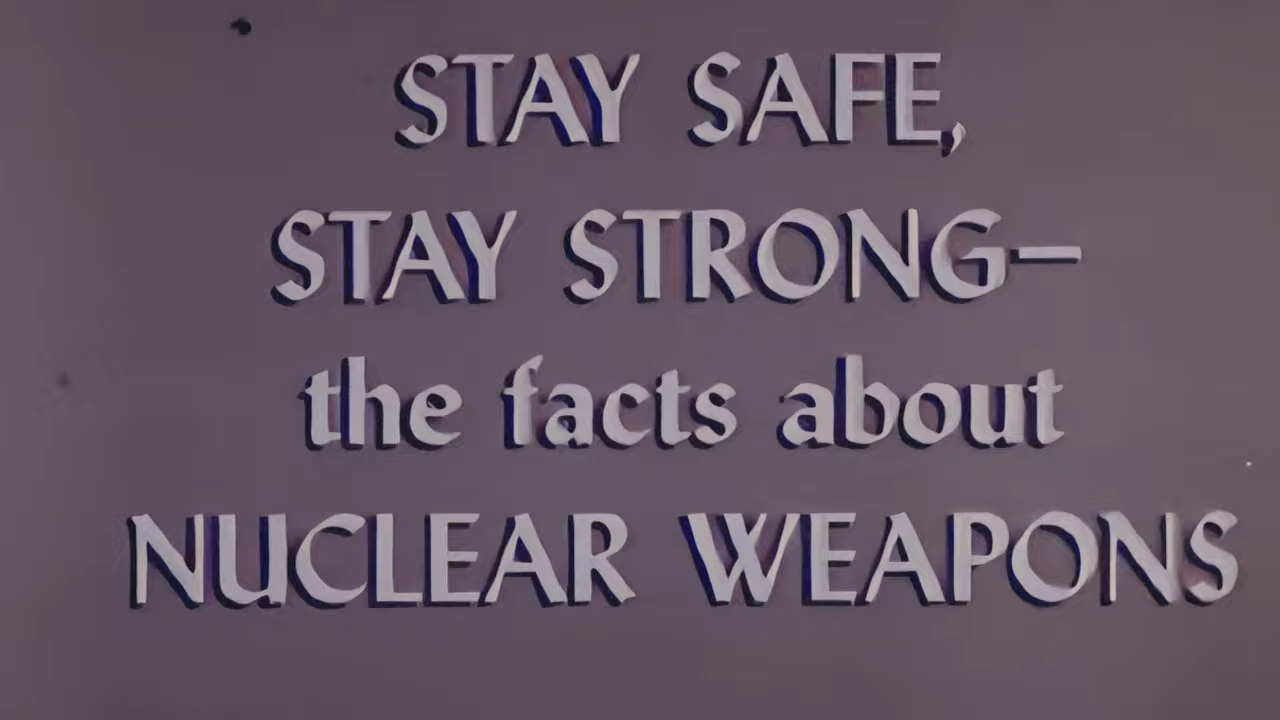 STAY SAFE,
STAY STRONG—
the facts about
NUCLEAR WEAPONS